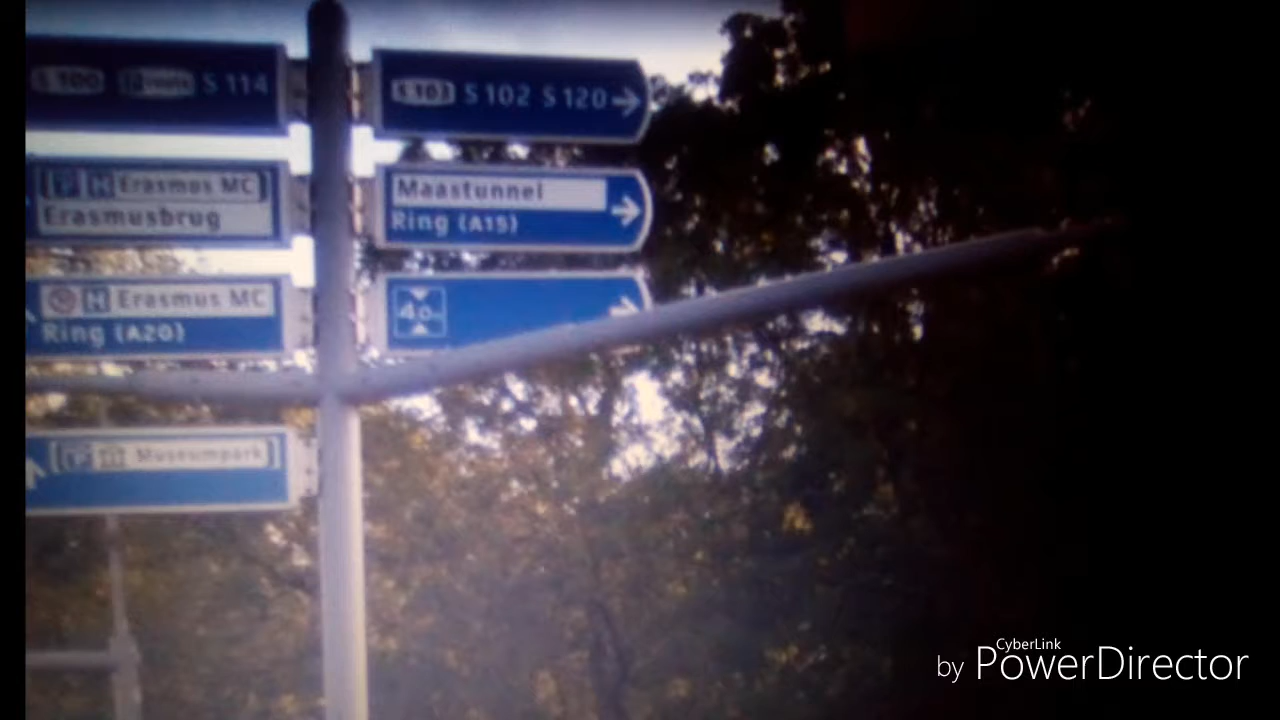 S 100 S 114
P H Erasmus MC
Erasmusbrug
H Erasmus MC
Ring (A20)
P Museumpark
S 103 S 102 S 120
Maastunnel
Ring (A15)
40
CyberLink
by PowerDirector